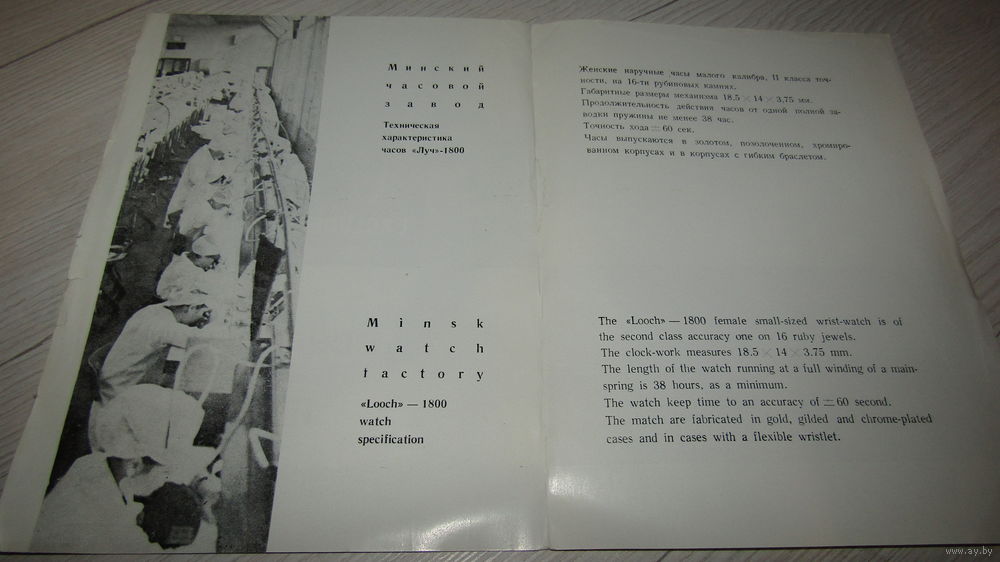 Минский
часовой
завод
Техническая
характеристика
часов «Луч»-1800
Minsk
watch
factory
«Looch» — 1800
watch
specification
Женские наручные часы малого калибра, II класса точ-
ности, на 16-ти рубиновых камнях.
Габаритные размеры механизма 18.5 × 14 × 3,75 мм.
Продолжительность действия часов от одной полной за-
водки пружины не менее 38 час.
Точность хода ±60 сек.
Часы выпускаются в золотом, позолоченном, хромиро-
ванном корпусах и в корпусах с гибким браслетом.
The «Looch» — 1800 female small-sized wrist-watch is of
the second class accuracy one on 16 ruby jewels.
The clock-work measures 18.5 × 14 × 3.75 mm.
The length of the watch running at a full winding of a main-
spring is 38 hours, as a minimum.
The watch keep time to an accuracy of ±60 second.
The match are fabricated in gold, gilded and chrome-plated
cases and in cases with a flexible wristlet.
www.ay.by